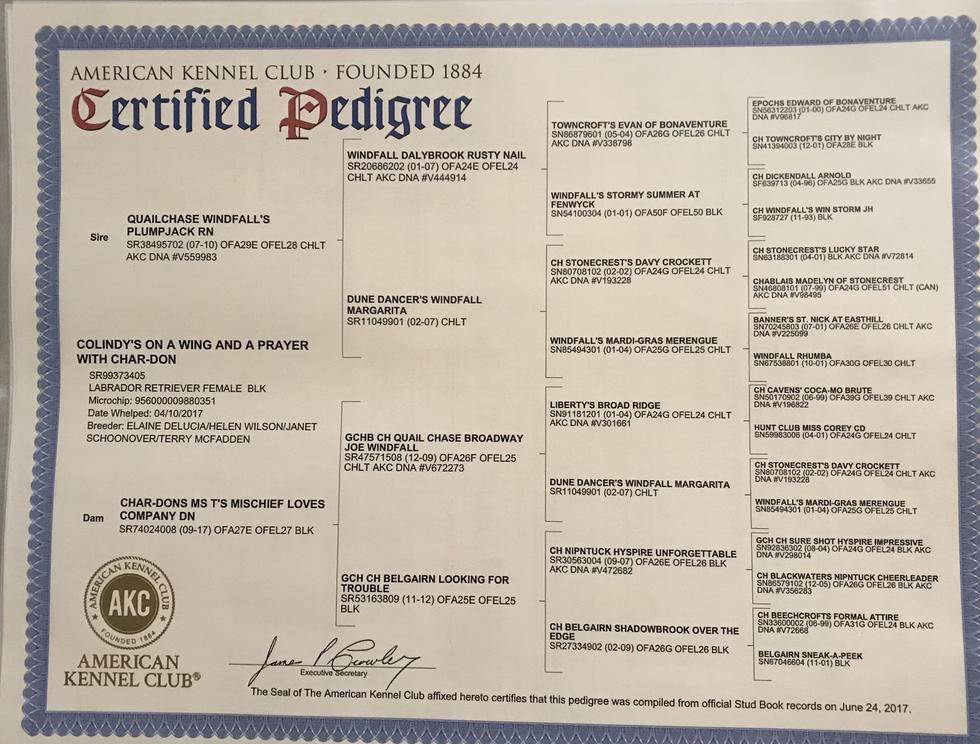 AMERICAN KENNEL CLUB · FOUNDED 1884
Certified Pedigree
Sire
QUAILCHASE WINDFALL'S
PLUMPJACK RN
SR38495702 (07-10) OFA29E OFEL28 CHLT
AKC DNA #V559983
COLINDY'S ON A WING AND A PRAYER
WITH CHAR-DON
SR99373405
LABRADOR RETRIEVER FEMALE BLK
Microchip: 956000009880351
Date Whelped: 04/10/2017
Breeder: ELAINE DELUCIA/HELEN WILSON/JANET
SCHOONOVER/TERRY MCFADDEN
Dam
CHAR-DONS MS T'S MISCHIEF LOVES
COMPANY DN
SR74024008 (09-17) OFA27E OFEL27 BLK
WINDFALL DALYBROOK RUSTY NAIL
SR20686202 (01-07) OFA24E OFEL24
CHLT AKC DNA #V444914
DUNE DANCER'S WINDFALL
MARGARITA
SR11049901 (02-07) CHLT
GCHB CH QUAIL CHASE BROADWAY
JOE WINDFALL
SR47571508 (12-09) OFA26F OFEL25
CHLT AKC DNA #V672273
GCH CH BELGAIRN LOOKING FOR
TROUBLE
SR53163809 (11-12) OFA25E OFEL25
BLK
TOWNCROFT'S EVAN OF BONAVENTURE
SN66879601 (05-04) OFA26G OFEL26 CHLT
AKC DNA #V338798
WINDFALL'S STORMY SUMMER AT
FENWYCK
SN54100304 (01-01) OFA50F OFEL50 BLK
CH STONECREST'S DAVY CROCKETT
SN80708102 (02-02) OFA24G OFEL24 CHLT
AKC DNA #V193228
WINDFALL'S MARDI-GRAS MERENGUE
SN85494301 (01-04) OFA25G OFEL25 CHLT
LIBERTY'S BROAD RIDGE
SN91181201 (01-04) OFA24G OFEL24 CHLT
AKC DNA #V301661
DUNE DANCER'S WINDFALL MARGARITA
SR11049901 (02-07) CHLT
CH NIPNTUCK HYSPIRE UNFORGETTABLE
SR30563004 (09-07) OFA26E OFEL26 BLK
AKC DNA #V472682
CH BELGAIRN SHADOWBROOK OVER THE
EDGE
SR27334902 (02-09) OFA26G OFEL26 BLK
EPOCHS EDWARD OF BONAVENTURE
SN56312203 (01-00) OFA24G OFEL24 CHLT AKC
DNA #V96817
CH TOWNCROFT'S CITY BY NIGHT
SN41394003 (12-01) OFA28E BLK
CH DICKENDALL ARNOLD
SF639713 (04-96) OFA25G BLK AKC DNA #V33655
CH WINDFALL'S WIN STORM JH
SF928727 (11-93) BLK
CH STONECREST'S LUCKY STAR
SN63188301 (04-01) BLK AKC DNA #V72814
CHABLAIS MADELYN OF STONECREST
SN46808101 (07-99) OFA24G OFEL51 CHLT (CAN)
AKC DNA #V98495
BANNER'S ST. NICK AT EASTHILL
SN70245803 (07-01) OFA26E OFEL26 CHLT AKC
DNA #V225099
WINDFALL RHUMBA
SN67538801 (10-01) OFA30G OFEL30 CHLT
CH CAVENS' COCA-MO BRUTE
SN50170902 (06-99) OFA39G OFEL39 CHLT AKC
DNA #V196822
HUNT CLUB MISS COREY CD
SN59983006 (04-01) OFA24G OFEL24 CHLT
CH STONECREST'S DAVY CROCKETT
SN80708102 (02-02) OFA24G OFEL24 CHLT AKC
DNA #V193228
WINDFALL'S MARDI-GRAS MERENGUE
SN85494301 (01-04) OFA25G OFEL25 CHLT
GCH CH SURE SHOT HYSPIRE IMPRESSIVE
SN92836302 (08-04) OFA24G OFEL24 BLK AKC
DNA #V298014
CH BLACKWATERS NIPNTUCK CHEERLEADER
SN86579102 (12-05) OFA26G OFEL26 BLK AKC
DNA #V356283
CH BEECHCROFTS FORMAL ATTIRE
SN33600002 (06-99) OFA31G OFEL24 BLK AKC
DNA #V72668
BELGAIRN SNEAK-A-PEEK
SN67046604 (11-01) BLK
AMERICAN KENNEL CLUB
AKC
FOUNDED 1884
AMERICAN
KENNEL CLUB®
James P Crowley
Executive Secretary
The Seal of The American Kennel Club affixed hereto certifies that this pedigree was compiled from official Stud Book records on June 24, 2017.